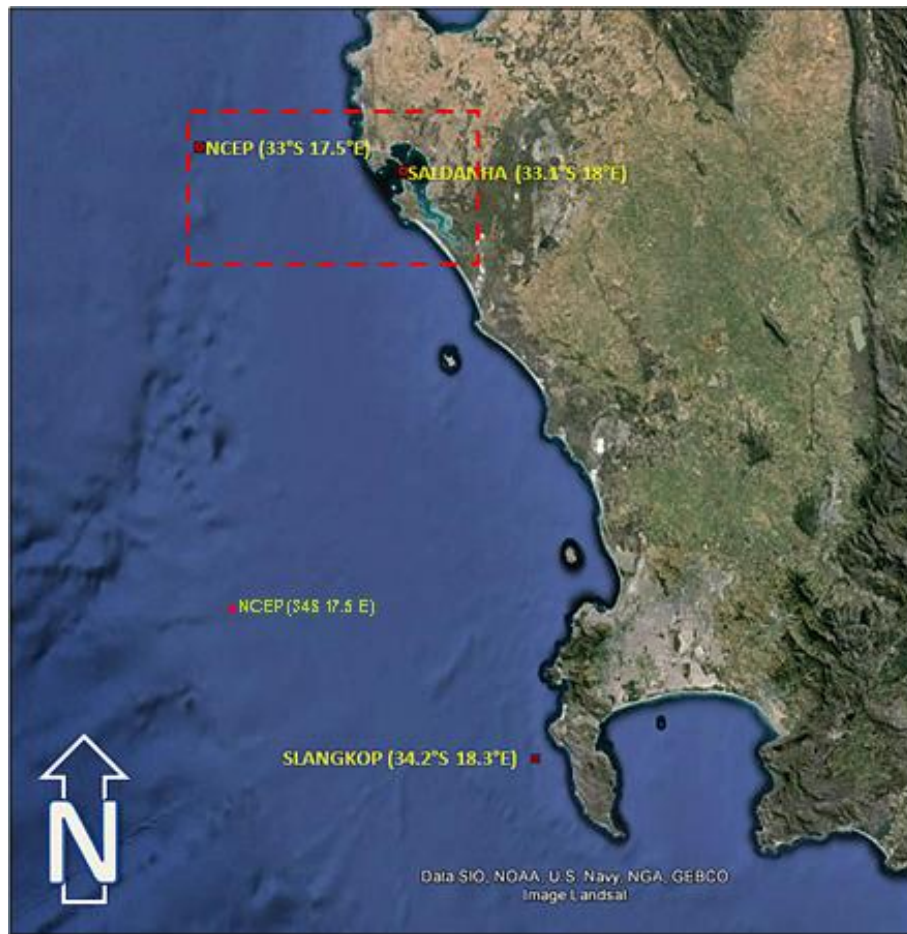 NCEP (33°S 17.5°E)
SALDANHA (33.1°S 18°E)
NCEP (34S 17.5 E)
SLANGKOP (34.2°S 18.3°E)
N
Data SIO, NOAA, U.S. Navy, NGA, GEBCO
Image Landsat